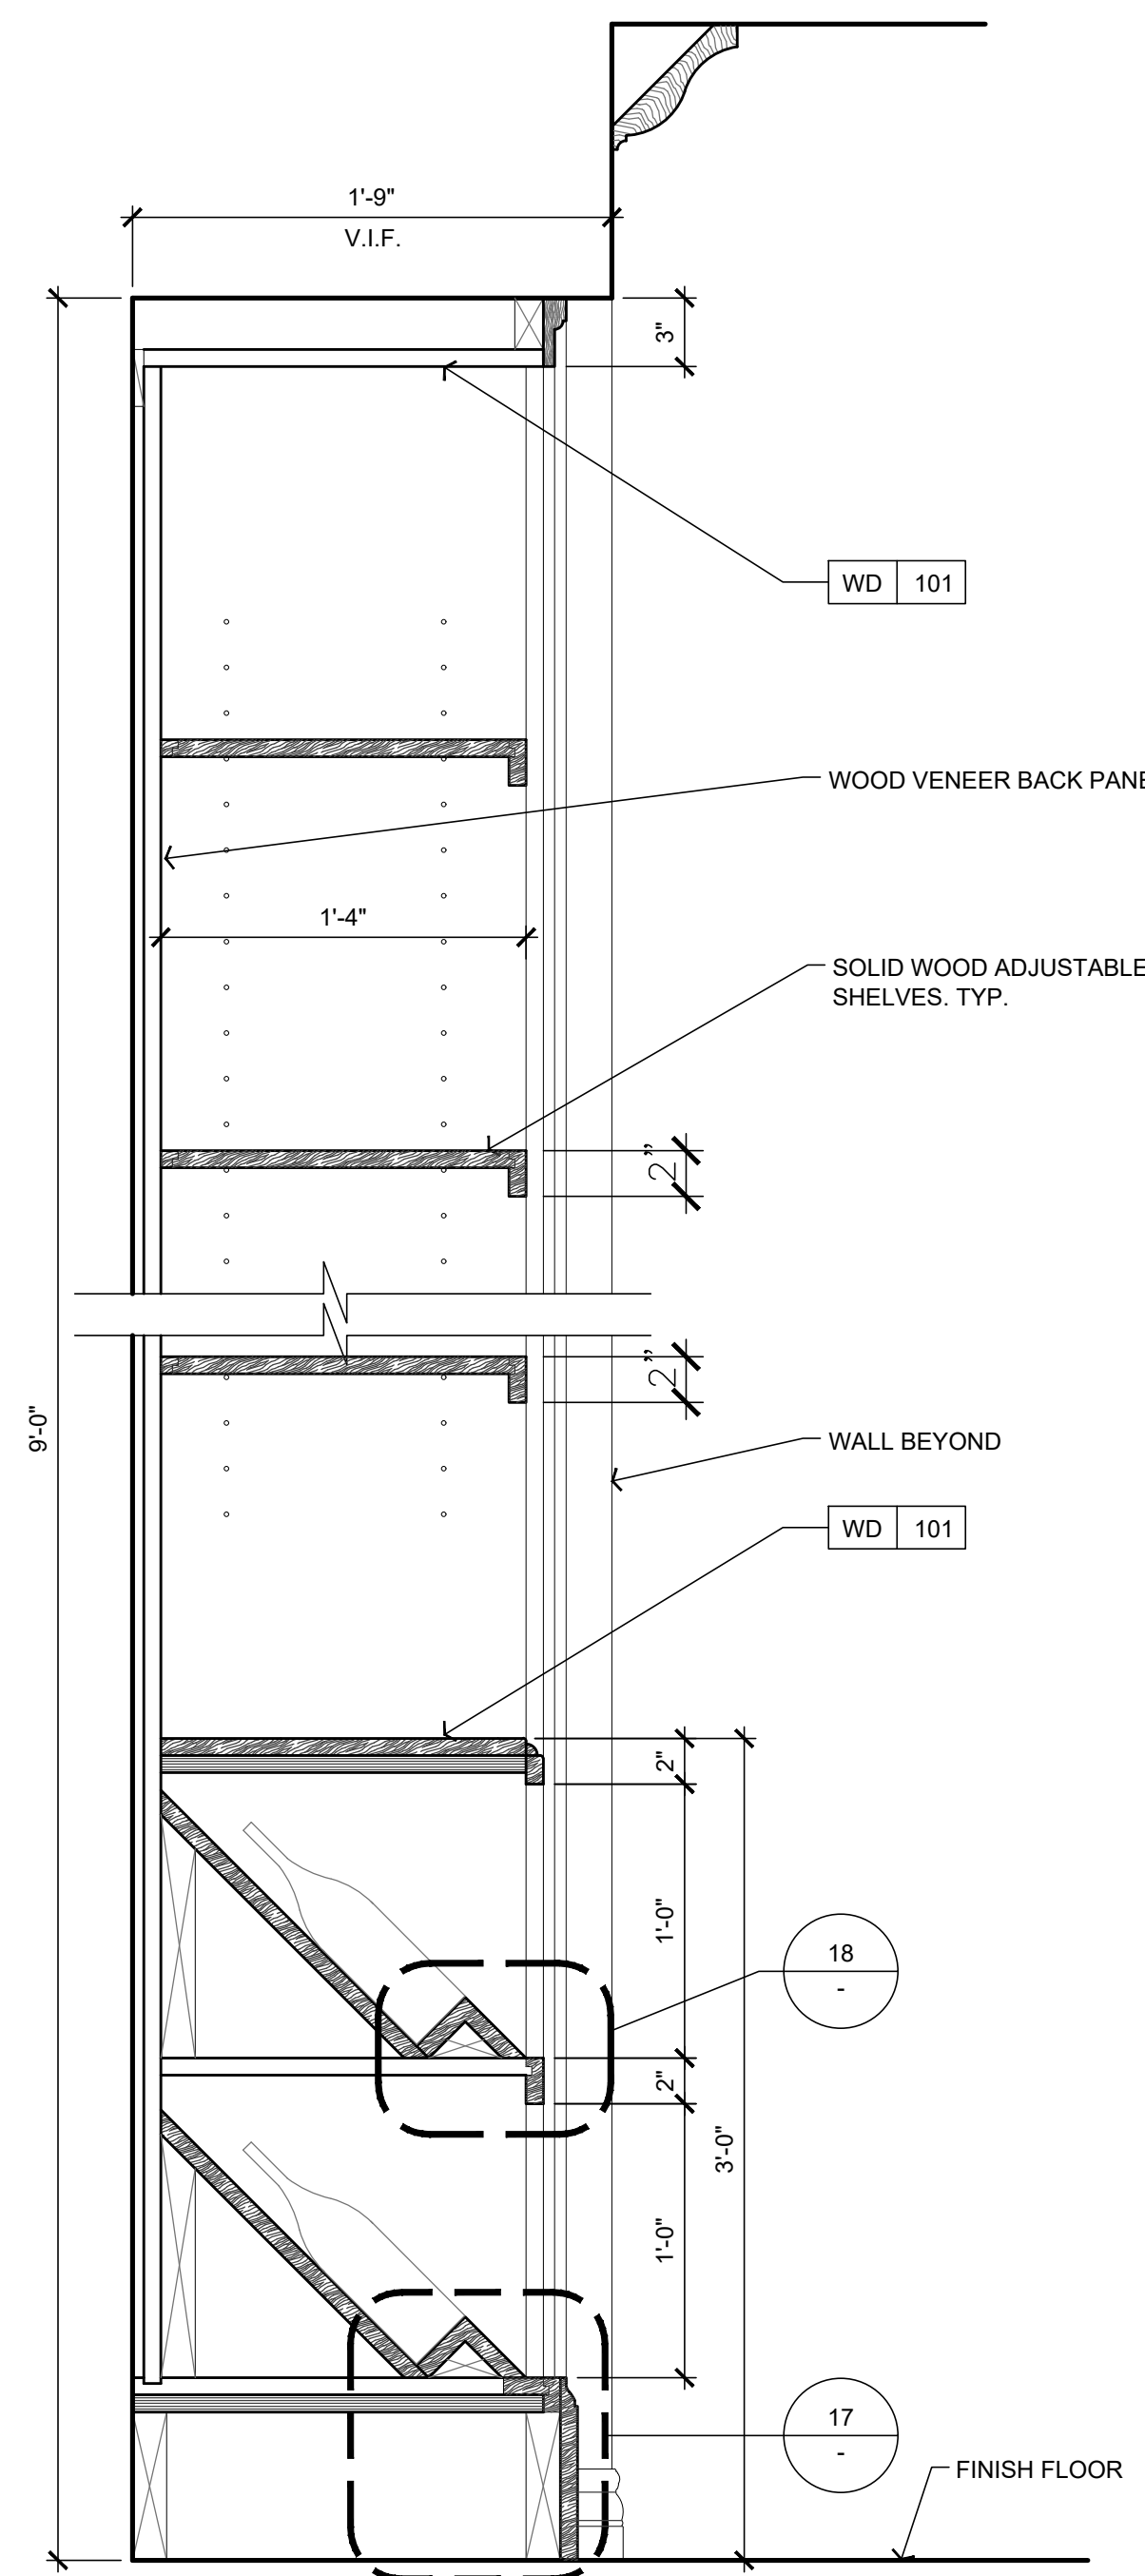 1'-9"
V.I.F.
3"
WD 101
WOOD VENEER BACK PANE
1'-4"
SOLID WOOD ADJUSTABLE
SHELVES. TYP.
2"
2"
9'-0"
WALL BEYOND
WD 101
2"
1'-0"
18
-
2"
3'-0"
1'-0"
17
-
FINISH FLOOR